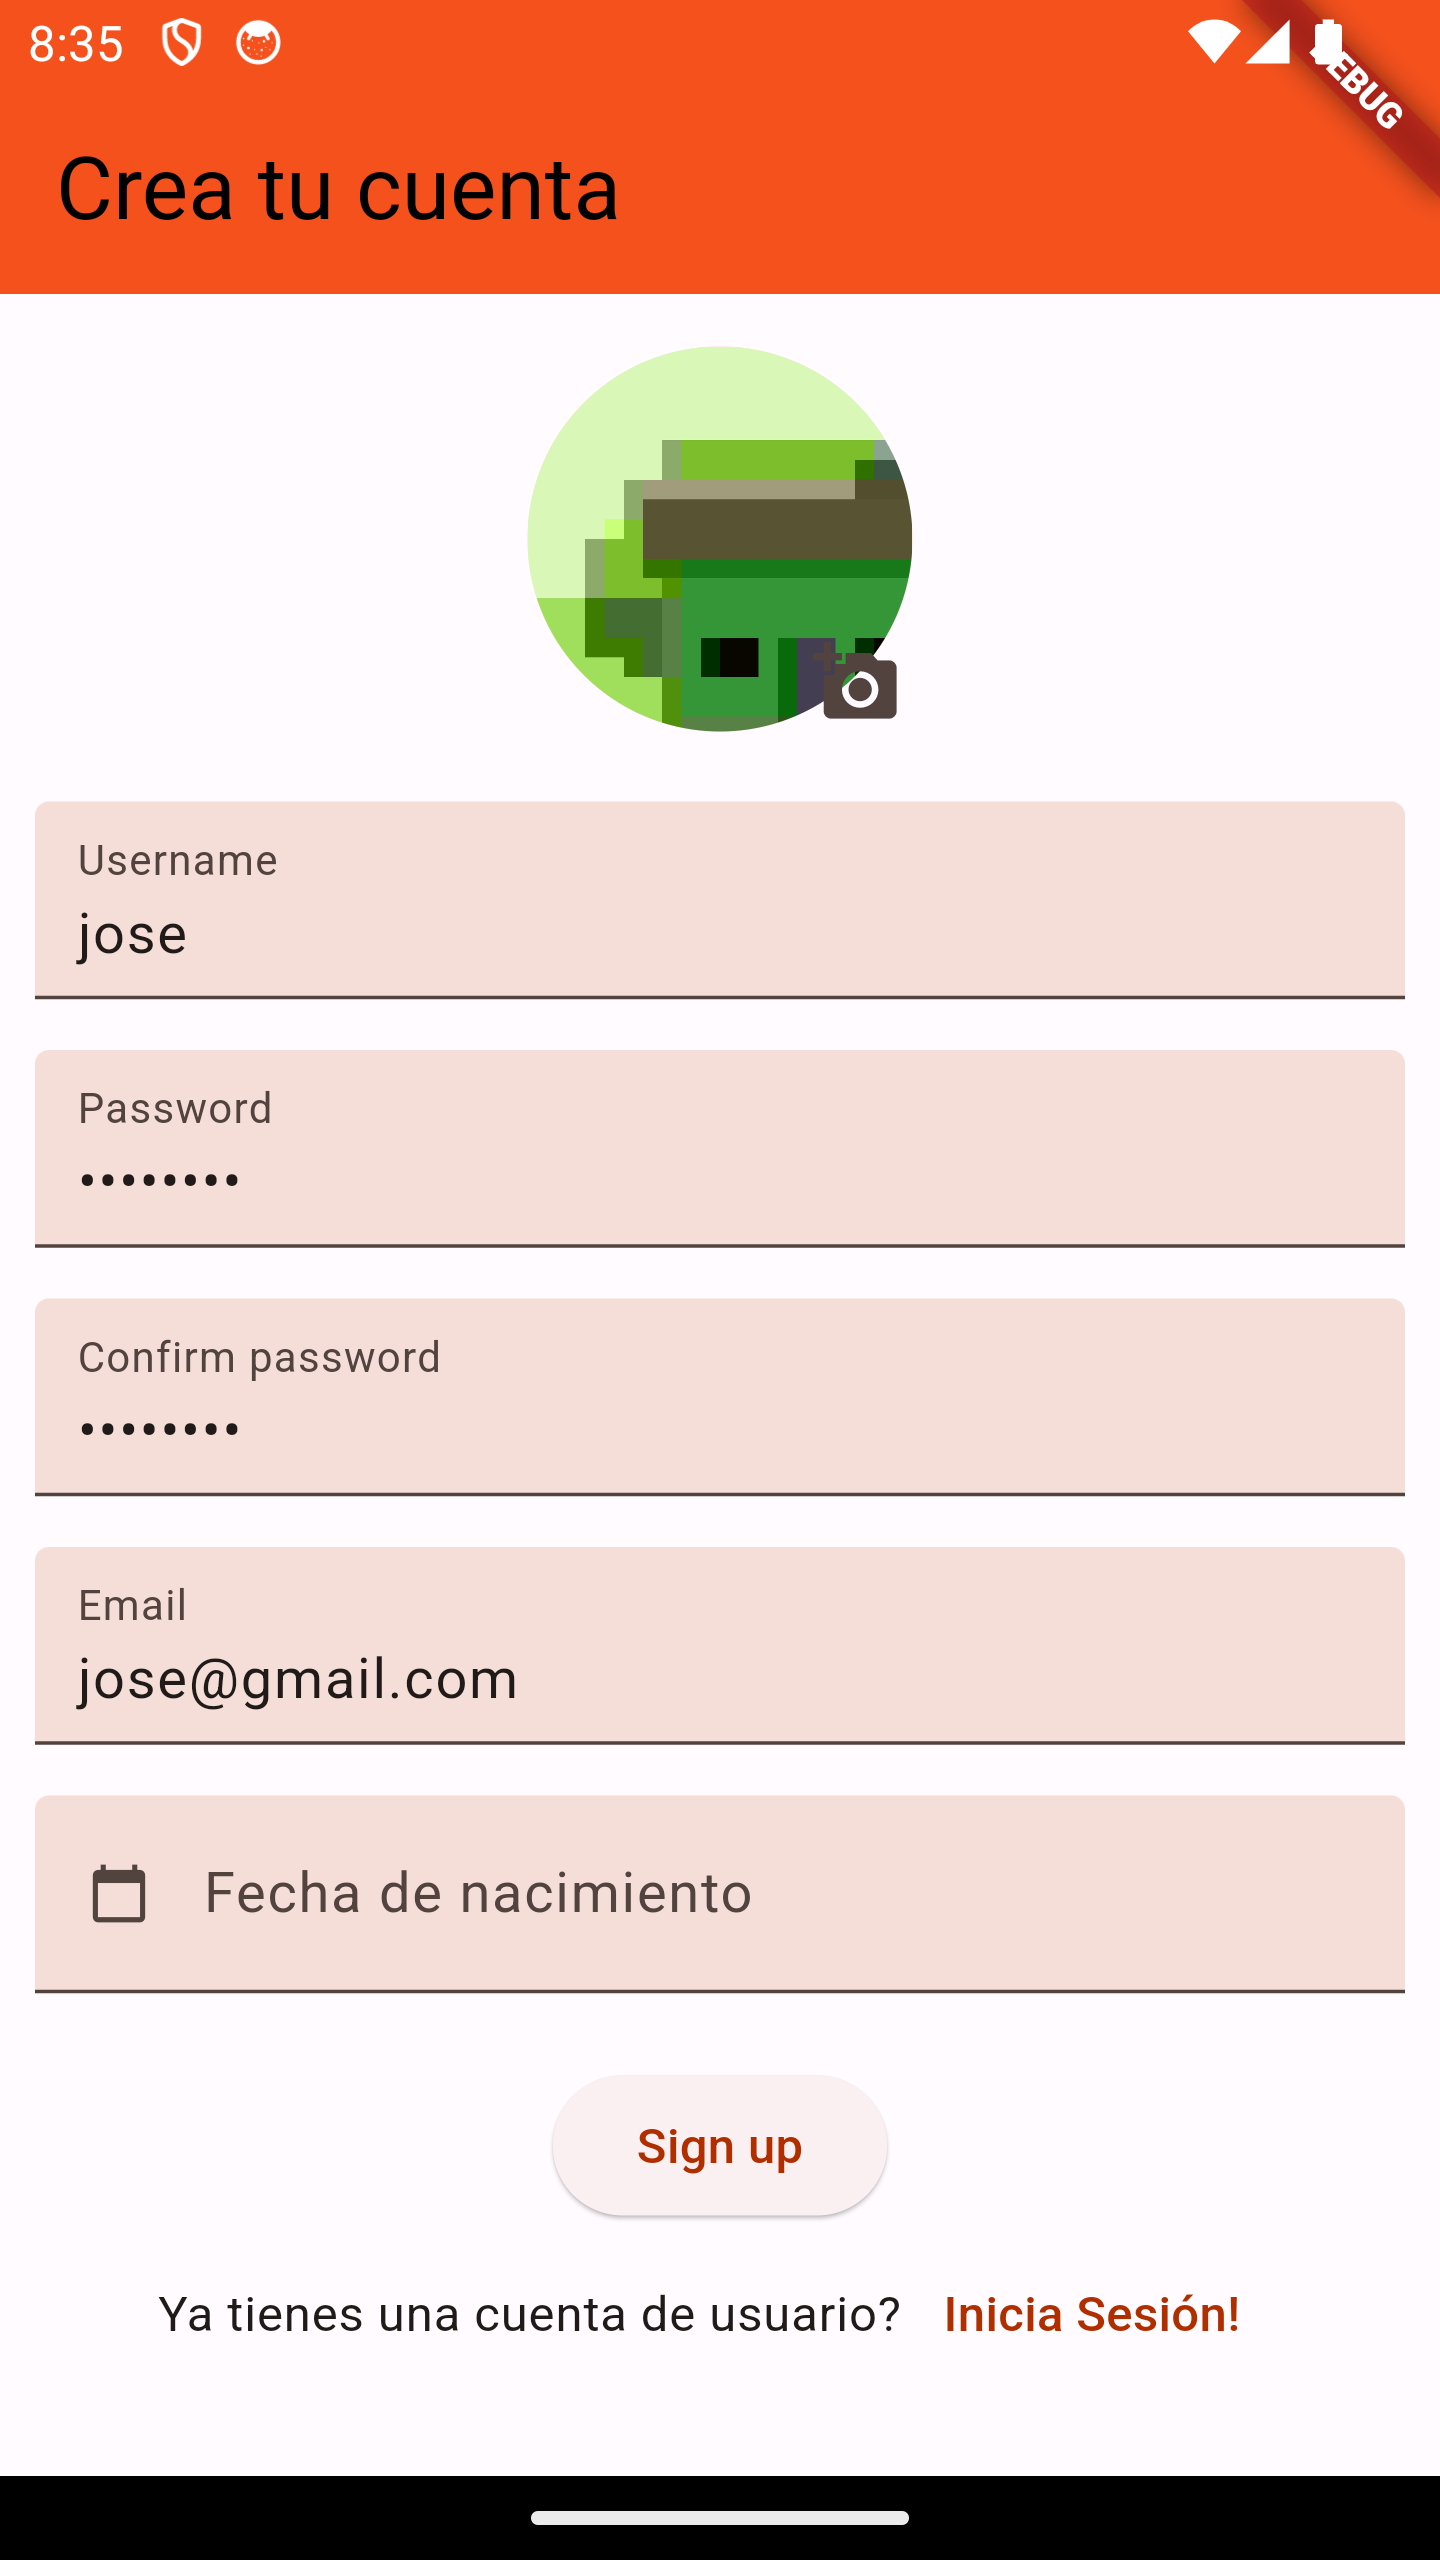 8:35
DEBUG
Crea tu cuenta
Username
jose
Password
••••••••
Confirm password
••••••••
Email
jose@gmail.com
Fecha de nacimiento
Sign up
Ya tienes una cuenta de usuario? Inicia Sesión!